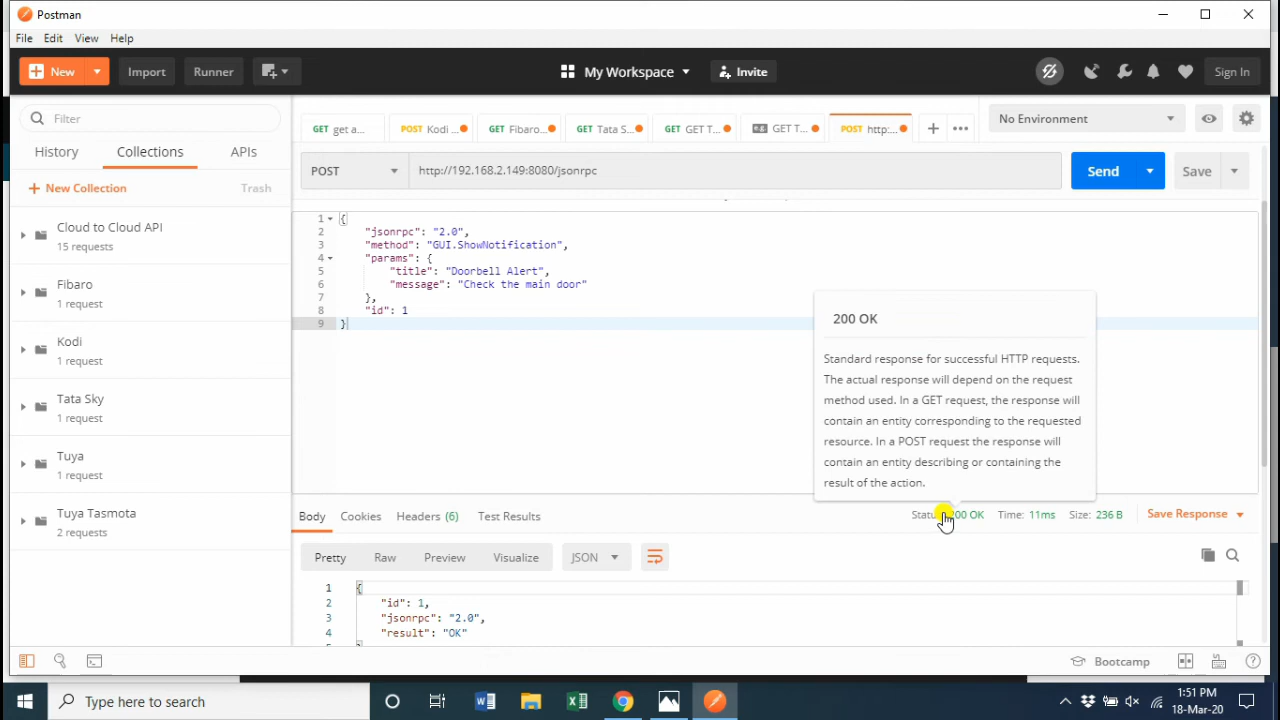 Postman
File Edit View Help
New Import Runner My Workspace Invite Sign In
Filter
GET get a... POST Kodi ... GET Fibaro... GET Tata S... GET GET T... GET T... POST http:... No Environment
History Collections APIs
POST http://192.168.2.149:8080/jsonrpc Send Save
New Collection Trash
Cloud to Cloud API
15 requests
Fibaro
1 request
Kodi
1 request
Tata Sky
1 request
Tuya
1 request
Tuya Tasmota
2 requests
1 {
2 "jsonrpc": "2.0",
3 "method": "GUI.ShowNotification",
4 "params": {
5 "title": "Doorbell Alert",
6 "message": "Check the main door"
7 },
8 "id": 1
9 }
200 OK
Standard response for successful HTTP requests.
The actual response will depend on the request
method used. In a GET request, the response will
contain an entity corresponding to the requested
resource. In a POST request the response will
contain an entity describing or containing the
result of the action.
Body Cookies Headers (6) Test Results Status: 200 OK Time: 11ms Size: 236 B Save Response
Pretty Raw Preview Visualize JSON
1 {
2 "id": 1,
3 "jsonrpc": "2.0",
4 "result": "OK"
Bootcamp
Type here to search
1:51 PM
18-Mar-20